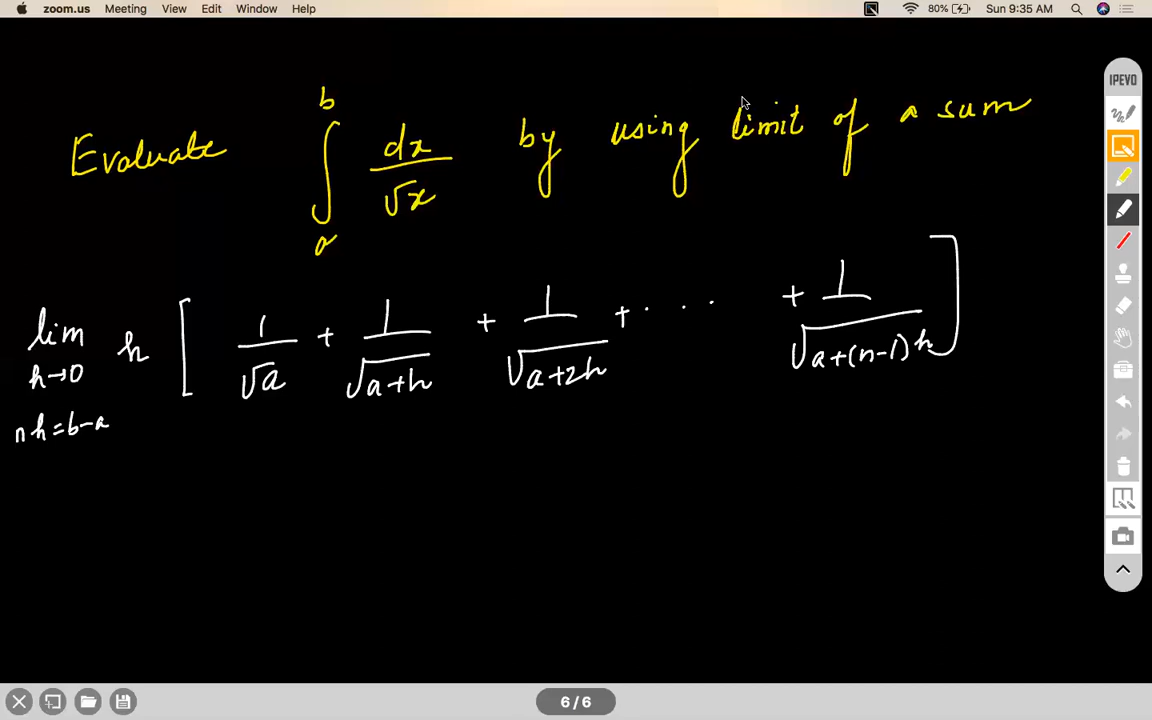 zoom.us Meeting View Edit Window Help 80% Sun 9:35 AM
IPEVO
Evaluate ∫ₐᵇ dx/√x by using limit of a sum
lim h→0 nh=b-a h [ 1/√a + 1/√(a+h) + 1/√(a+2h) + · · · + 1/√(a+(n-1)h) ]
6 / 6